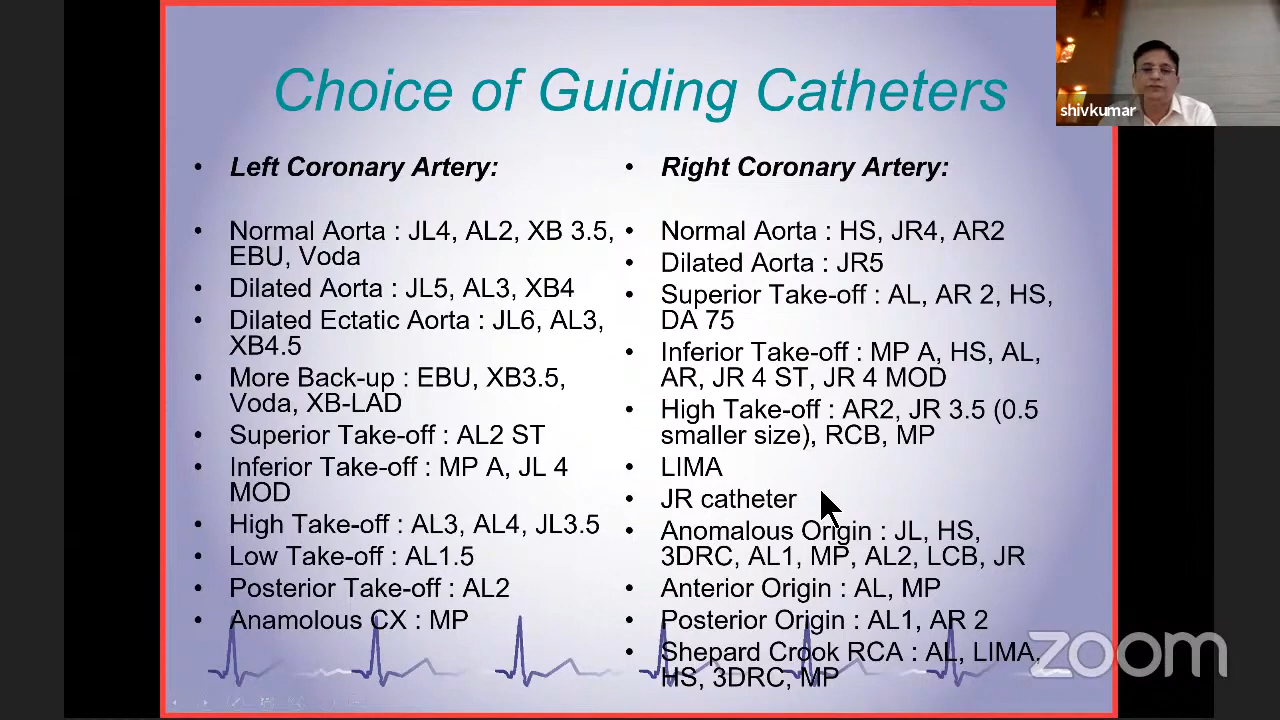 Choice of Guiding Catheters
shivkumar
• Left Coronary Artery:
• Normal Aorta : JL4, AL2, XB 3.5,
EBU, Voda
• Dilated Aorta : JL5, AL3, XB4
• Dilated Ectatic Aorta : JL6, AL3,
XB4.5
• More Back-up : EBU, XB3.5,
Voda, XB-LAD
• Superior Take-off : AL2 ST
• Inferior Take-off : MP A, JL 4
MOD
• High Take-off : AL3, AL4, JL3.5
• Low Take-off : AL1.5
• Posterior Take-off : AL2
• Anamolous CX : MP
• Right Coronary Artery:
• Normal Aorta : HS, JR4, AR2
• Dilated Aorta : JR5
• Superior Take-off : AL, AR 2, HS,
DA 75
• Inferior Take-off : MP A, HS, AL,
AR, JR 4 ST, JR 4 MOD
• High Take-off : AR2, JR 3.5 (0.5
smaller size), RCB, MP
• LIMA
• JR catheter
• Anomalous Origin : JL, HS,
3DRC, AL1, MP, AL2, LCB, JR
• Anterior Origin : AL, MP
• Posterior Origin : AL1, AR 2
• Shepard Crook RCA : AL, LIMA,
HS, 3DRC, MP
zoom